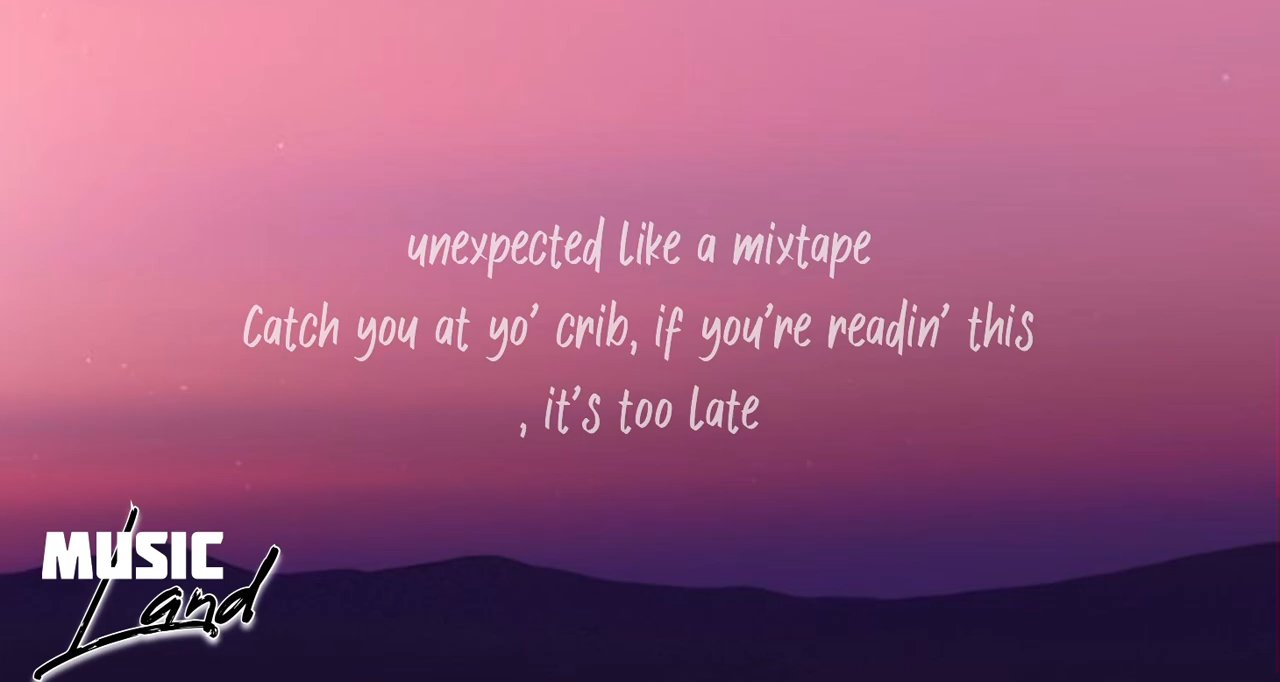 unexpected like a mixtape
Catch you at yo' crib, if you're readin' this
, it's too late
MUSIC
Land